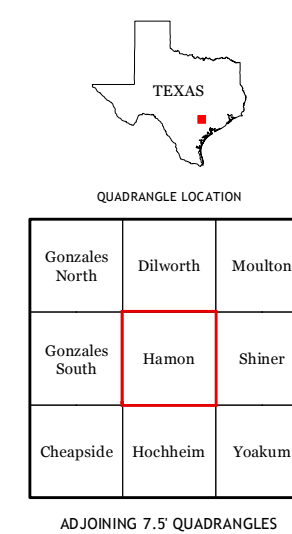 TEXAS
QUADRANGLE LOCATION
Gonzales
North
Dilworth
Moulton
Gonzales
South
Hamon
Shiner
Cheapside
Hochheim
Yoakum
ADJOINING 7.5' QUADRANGLES